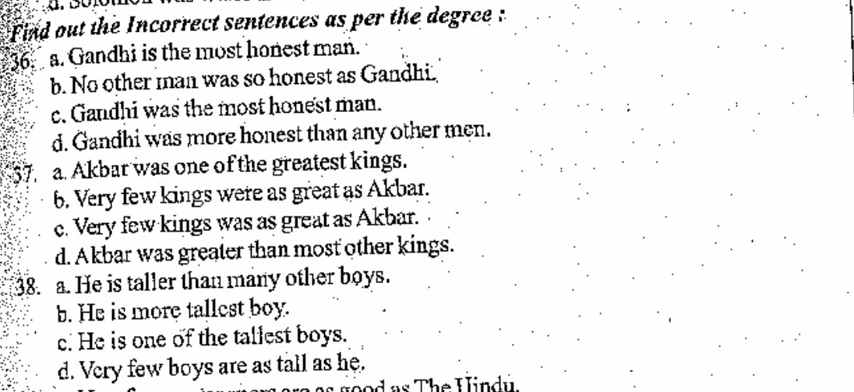 Find out the Incorrect sentences as per the degree :
36. a. Gandhi is the most honest man.
b. No other man was so honest as Gandhi.
c. Gandhi was the most honest man.
d. Gandhi was more honest than any other men.
37. a. Akbar was one of the greatest kings.
b. Very few kings were as great as Akbar.
c. Very few kings was as great as Akbar.
d. Akbar was greater than most other kings.
38. a. He is taller than many other boys.
b. He is more tallest boy.
c. He is one of the tallest boys.
d. Very few boys are as tall as he.
as good as The Hindu.